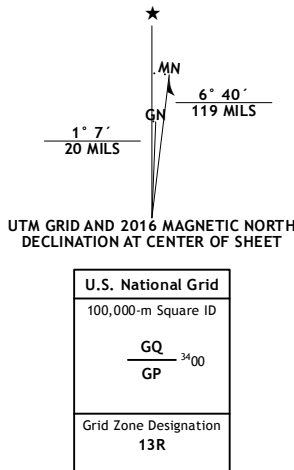 MN
GN
6° 40´
119 MILS
1° 7´
20 MILS
UTM GRID AND 2016 MAGNETIC NORTH
DECLINATION AT CENTER OF SHEET
U.S. National Grid
100,000-m Square ID
GQ
3400
GP
Grid Zone Designation
13R